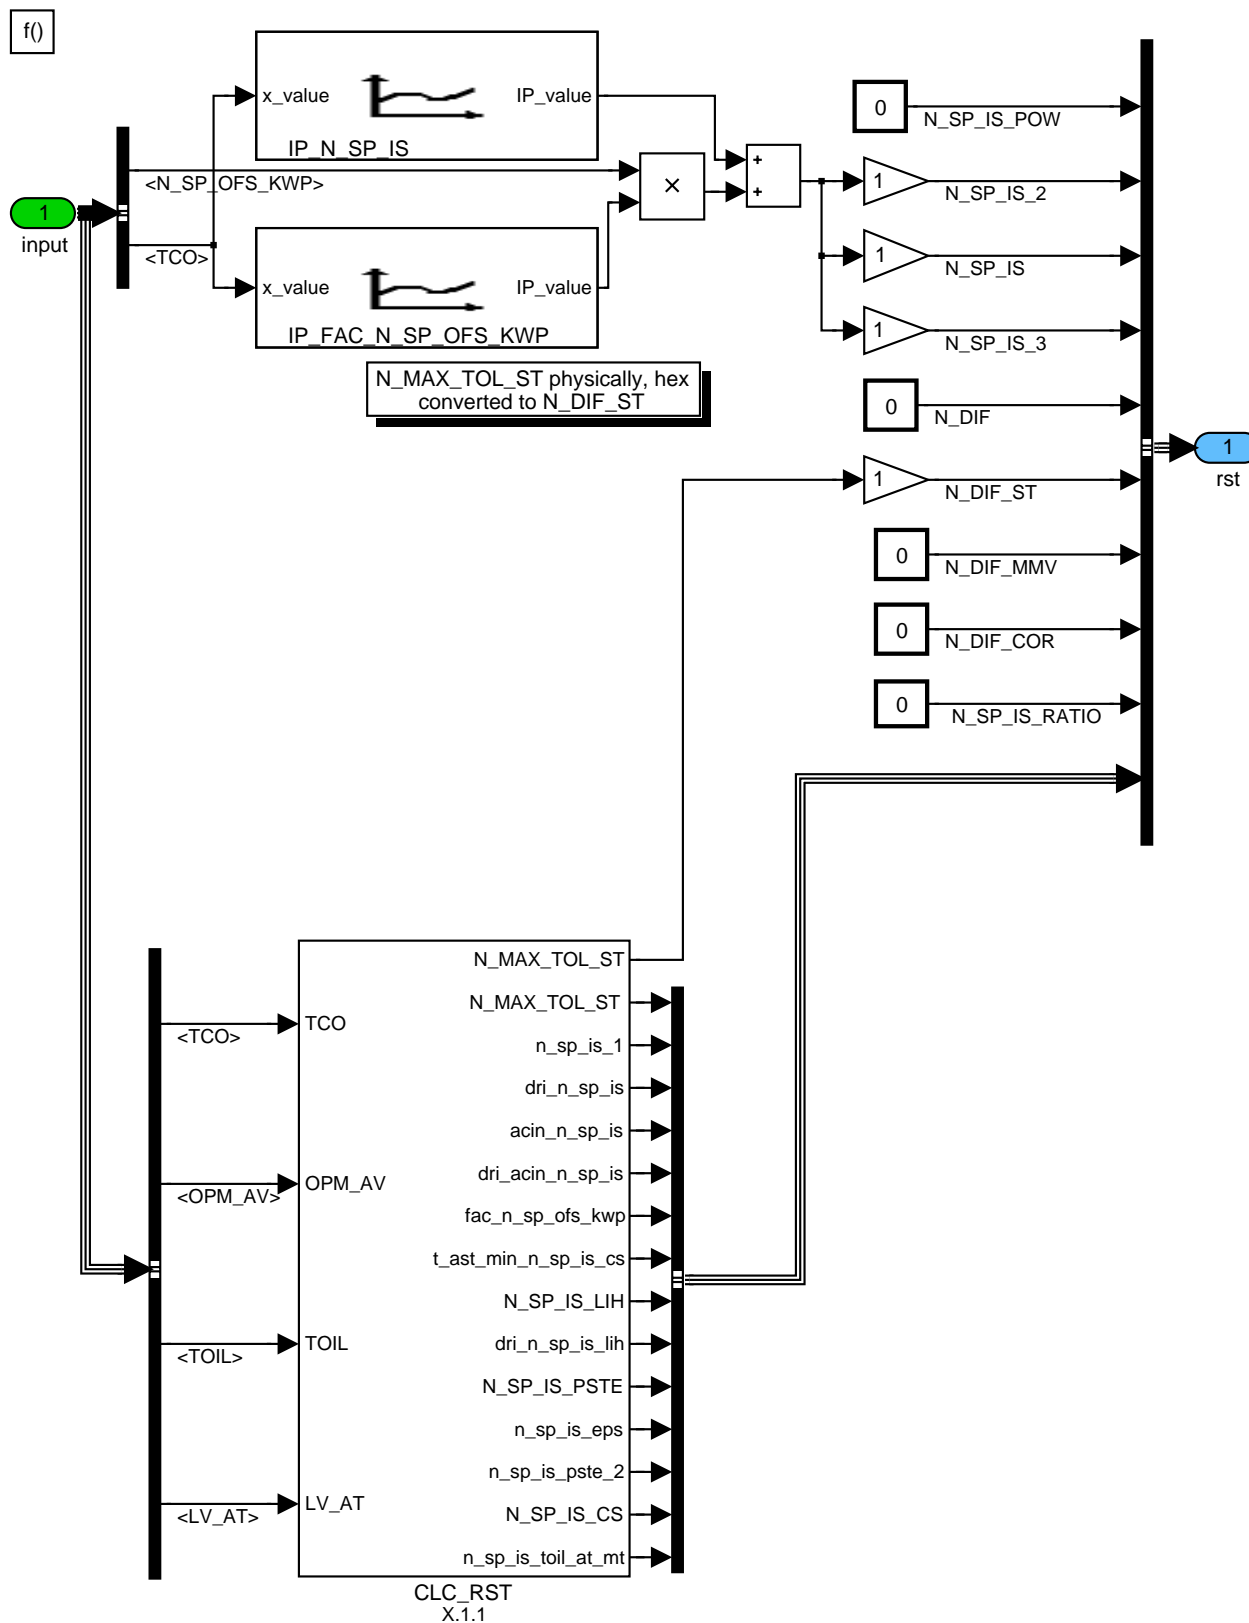 f()
x_value
IP_value
IP_N_SP_IS
<N_SP_OFS_KWP>
×
+
+
1
input
<TCO>
x_value
IP_value
IP_FAC_N_SP_OFS_KWP
N_MAX_TOL_ST physically, hex
converted to N_DIF_ST
0
N_SP_IS_POW
1
N_SP_IS_2
1
N_SP_IS
1
N_SP_IS_3
0
N_DIF
1
rst
1
N_DIF_ST
0
N_DIF_MMV
0
N_DIF_COR
0
N_SP_IS_RATIO
<TCO>
<OPM_AV>
<TOIL>
<LV_AT>
TCO
OPM_AV
TOIL
LV_AT
N_MAX_TOL_ST
N_MAX_TOL_ST
n_sp_is_1
dri_n_sp_is
acin_n_sp_is
dri_acin_n_sp_is
fac_n_sp_ofs_kwp
t_ast_min_n_sp_is_cs
N_SP_IS_LIH
dri_n_sp_is_lih
N_SP_IS_PSTE
n_sp_is_eps
n_sp_is_pste_2
N_SP_IS_CS
n_sp_is_toil_at_mt
CLC_RST
X.1.1